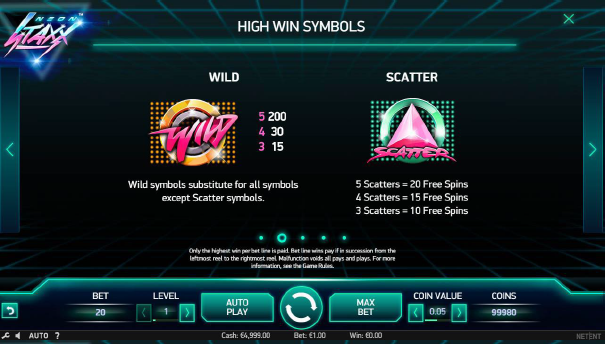 NEON
STAXX
HIGH WIN SYMBOLS
WILD
SCATTER
WILD
5 200
4 30
3 15
SCATTER
Wild symbols substitute for all symbols
except Scatter symbols.
5 Scatters = 20 Free Spins
4 Scatters = 15 Free Spins
3 Scatters = 10 Free Spins
Only the highest win per bet line is paid. Bet line wins pay if in succession from the
leftmost reel to the rightmost reel. Malfunction voids all pays and plays. For more
information, see the Game Rules.
BET
LEVEL
AUTO
PLAY
MAX
BET
COIN VALUE
COINS
20
1
0.05
99980
AUTO ?
Cash: €4,999.00 Bet: €1.00 Win: €0.00
NETENT